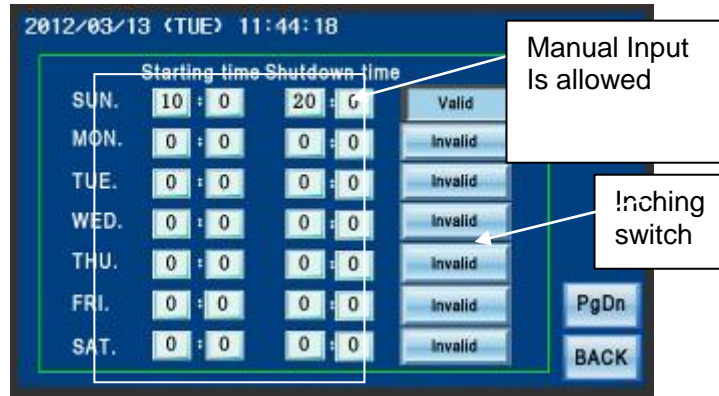 2012/03/13 (TUE) 11:44:18
Manual Input
Is allowed
Starting time Shutdown time
SUN. 10 : 0 20 : 0 Valid
MON. 0 : 0 0 : 0 Invalid
TUE. 0 : 0 0 : 0 Invalid
Inching
switch
WED. 0 : 0 0 : 0 Invalid
THU. 0 : 0 0 : 0 Invalid
FRI. 0 : 0 0 : 0 Invalid
PgDn
SAT. 0 : 0 0 : 0 Invalid
BACK